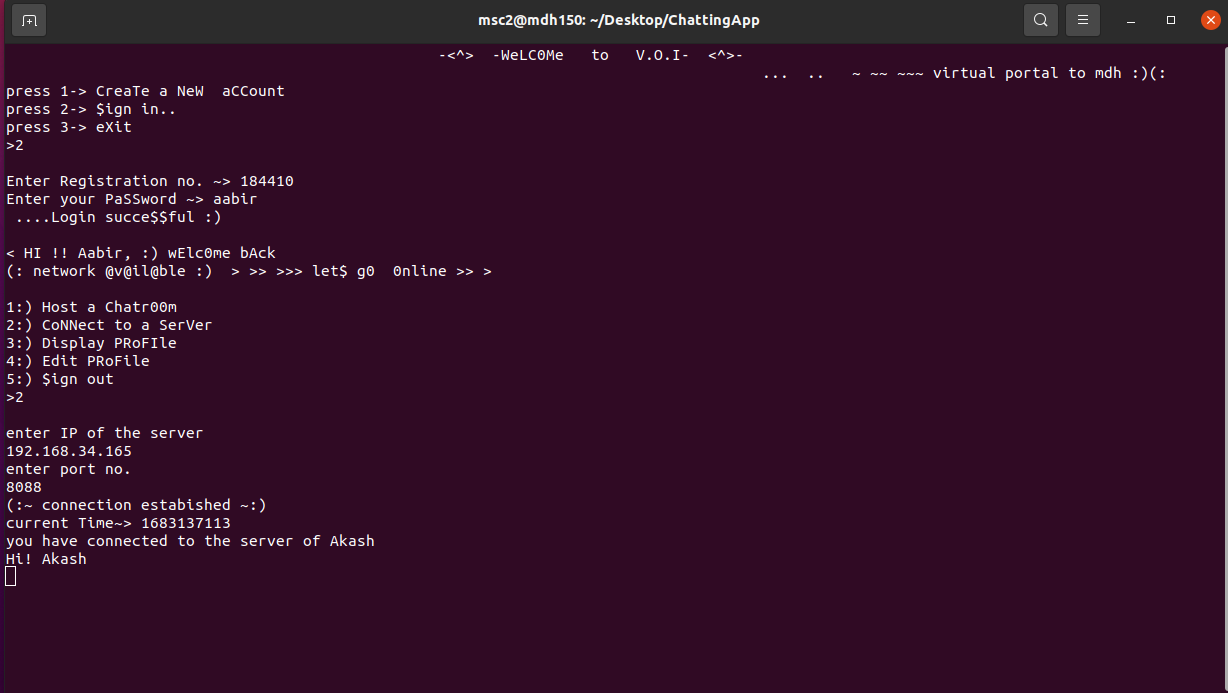 msc2@mdh150: ~/Desktop/ChattingApp
-<^>  -WeLC0Me   to   V.O.I-  <^>-
...  ..   ~ ~~ ~~~ virtual portal to mdh :)(:
press 1-> CreaTe a NeW  aCCount
press 2-> $ign in..
press 3-> eXit
>2
Enter Registration no. ~> 184410
Enter your PaSSword ~> aabir
....Login succe$$ful :)
< HI !! Aabir, :) wElc0me bAck
(: network @v@il@ble :)  > >> >>> let$ g0  0nline >> >
1:) Host a Chatr00m
2:) CoNNect to a SerVer
3:) Display PRoFIle
4:) Edit PRoFile
5:) $ign out
>2
enter IP of the server
192.168.34.165
enter port no.
8088
(:~ connection estabished ~:)
current Time~> 1683137113
you have connected to the server of Akash
Hi! Akash